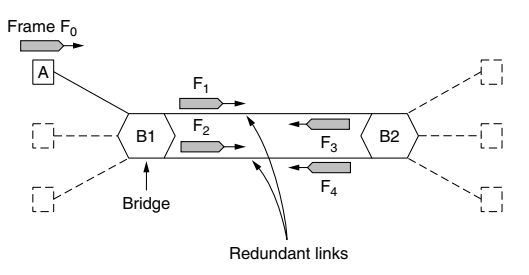 Frame F0
A
F1
F2
F3
F4
B1
B2
Bridge
Redundant links